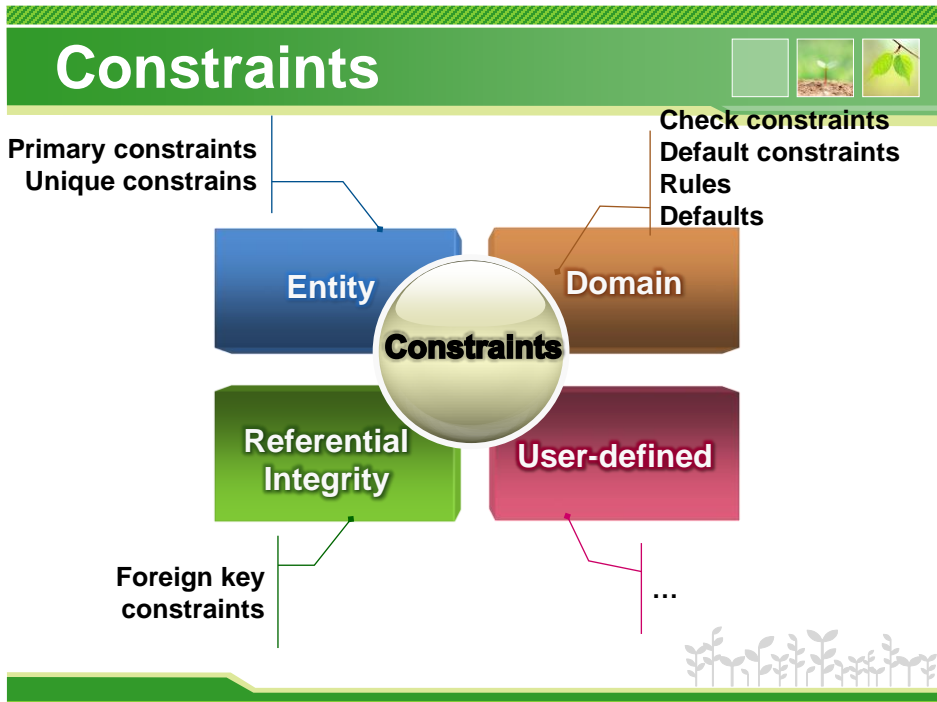 Constraints
Primary constraints
Unique constrains
Check constraints
Default constraints
Rules
Defaults
Entity
Domain
Constraints
Referential
Integrity
User-defined
Foreign key
constraints
…